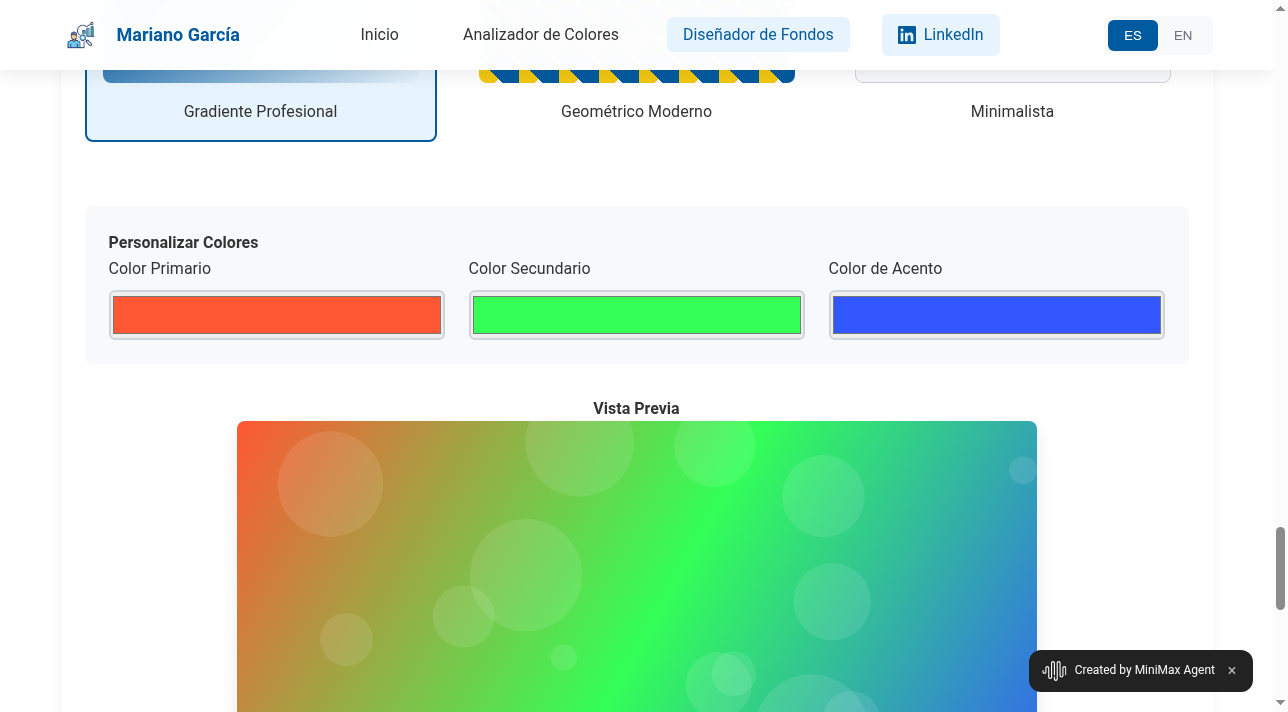 Mariano García
Inicio
Analizador de Colores
Diseñador de Fondos
LinkedIn
ES
EN
Gradiente Profesional
Geométrico Moderno
Minimalista
Personalizar Colores
Color Primario
Color Secundario
Color de Acento
Vista Previa
Created by MiniMax Agent